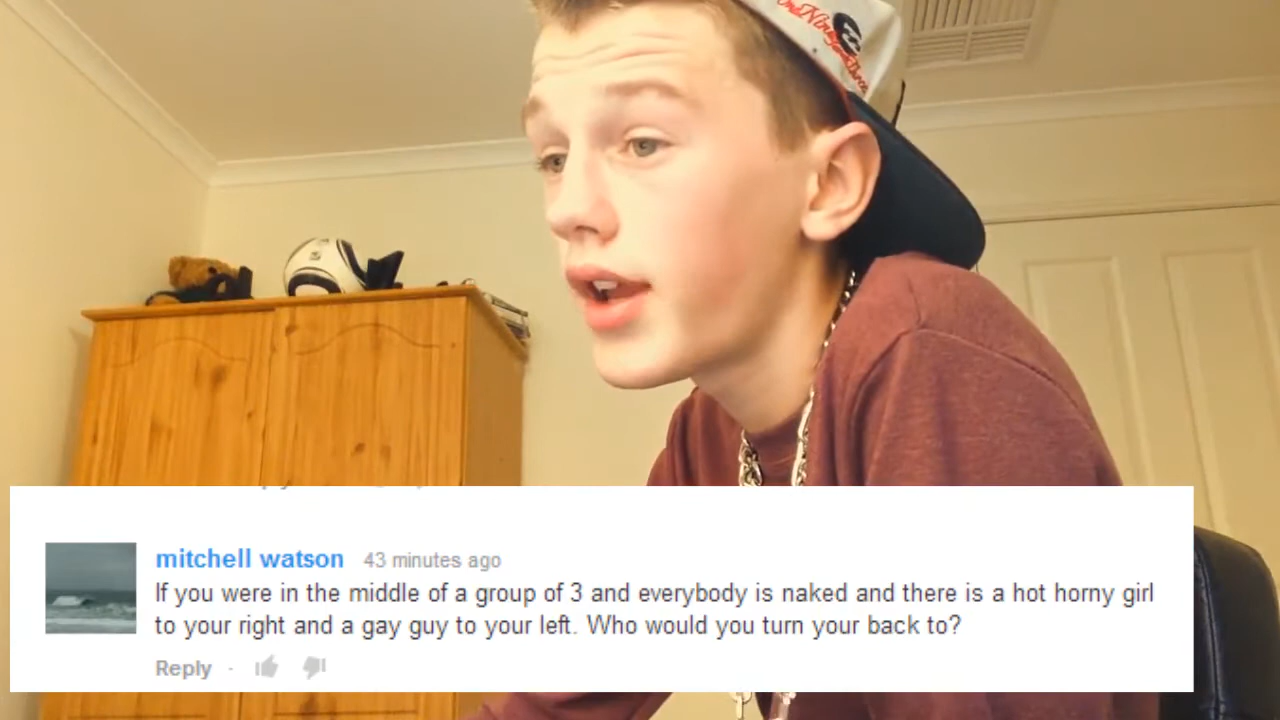 mitchell watson 43 minutes ago
If you were in the middle of a group of 3 and everybody is naked and there is a hot horny girl
to your right and a gay guy to your left. Who would you turn your back to?
Reply ·